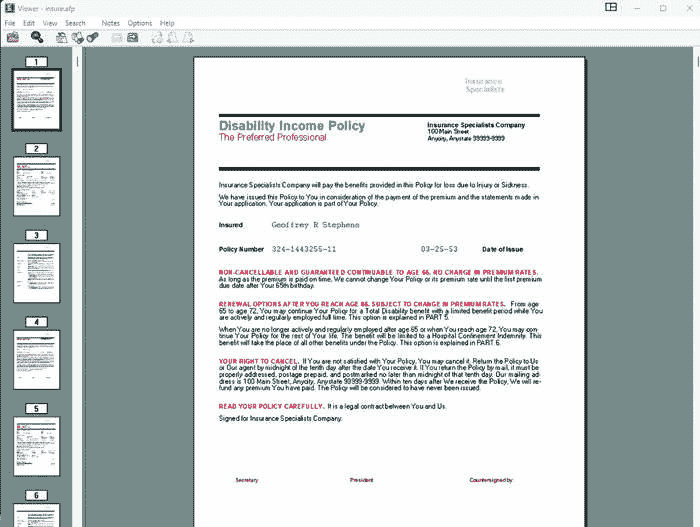 Viewer - insure.afp
File Edit View Search Notes Options Help
1
2
3
4
5
6
Insurance
Specialists
Disability Income Policy
The Preferred Professional
Insurance Specialists Company
100 Main Street
Anycity, Anystate 99999-9999
Insurance Specialists Company will pay the benefits provided in this Policy for loss due to Injury or Sickness.
We have issued this Policy to You in consideration of the payment of the premium and the statements made in
Your application. Your application is part of Your Policy.
Insured Geoffrey R Stephens
Policy Number 324-1443255-11 03-25-53 Date of Issue
NON-CANCELLABLE AND GUARANTEED CONTINUABLE TO AGE 65. NO CHANGE IN PREMIUM RATES.
As long as the premium is paid on time, We cannot change Your Policy or its premium rate until the first premium
due date after Your 65th birthday.
RENEWAL OPTIONS AFTER YOU REACH AGE 65. SUBJECT TO CHANGE IN PREMIUM RATES. From age
65 to age 72, You may continue Your Policy for a Total Disability benefit with a limited benefit period while You
are actively and regularly employed full time. This option is explained in PART 5.
When You are no longer actively and regularly employed after age 65 or when You reach age 72, You may con-
tinue Your Policy for the rest of Your life. The benefit will be limited to a Hospital Confinement Indemnity. This
benefit will take the place of all other benefits under the Policy. This option is explained in PART 6.
YOUR RIGHT TO CANCEL. If You are not satisfied with Your Policy, You may cancel it. Return the Policy to Us
or Our agent by midnight of the tenth day after the date You receive it. If You return the Policy by mail, it must be
properly addressed, postage prepaid, and postmarked no later than midnight of that tenth day. Our mailing ad-
dress is 100 Main Street, Anycity, Anystate 99999-9999. Within ten days after We receive the Policy, We will re-
fund any premium You have paid. The Policy will be considered to have never been issued.
READ YOUR POLICY CAREFULLY. It is a legal contract between You and Us.
Signed for Insurance Specialists Company.
Secretary President Countersigned by: